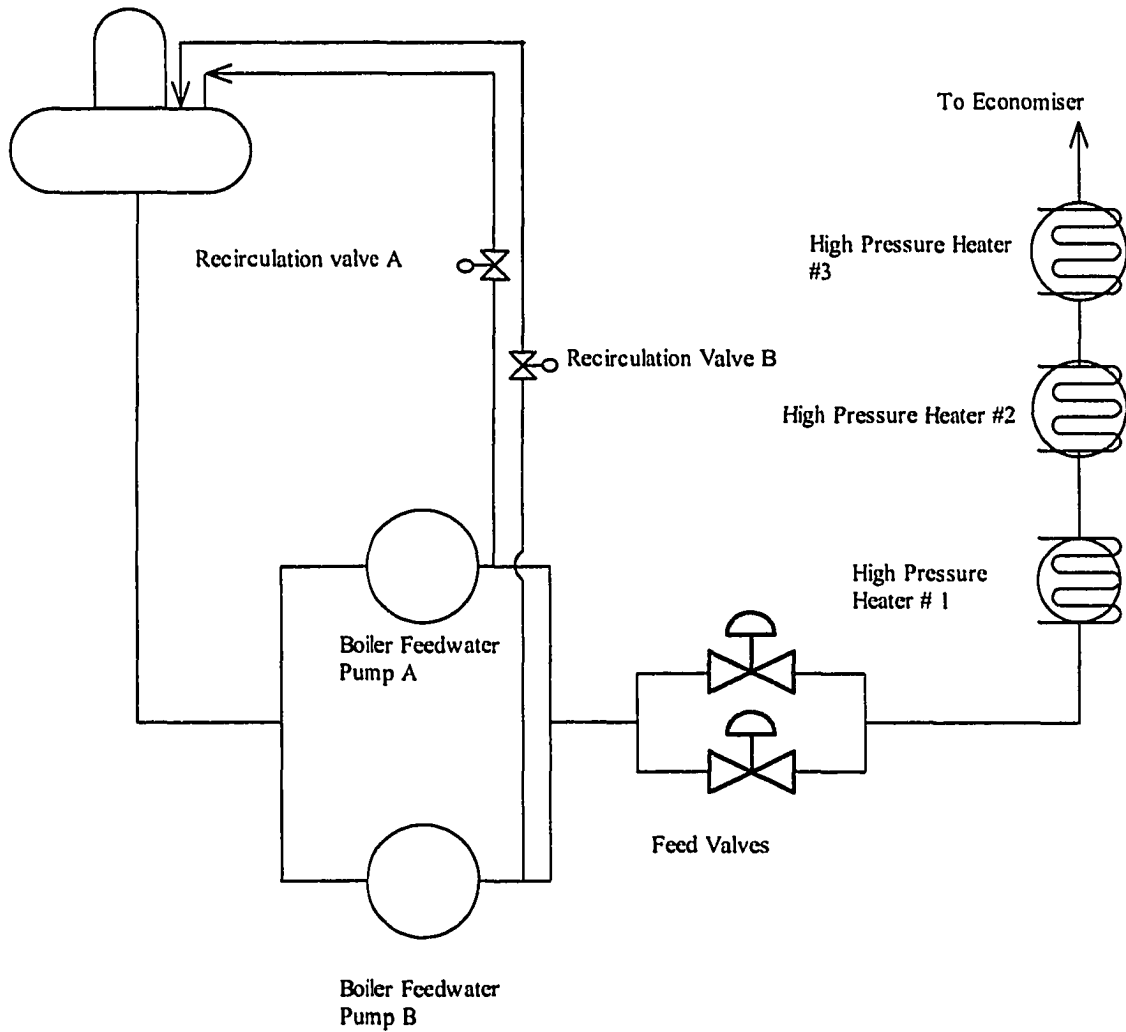 To Economiser
High Pressure Heater
#3
Recirculation valve A
Recirculation Valve B
High Pressure Heater #2
High Pressure
Heater # 1
Boiler Feedwater
Pump A
Feed Valves
Boiler Feedwater
Pump B